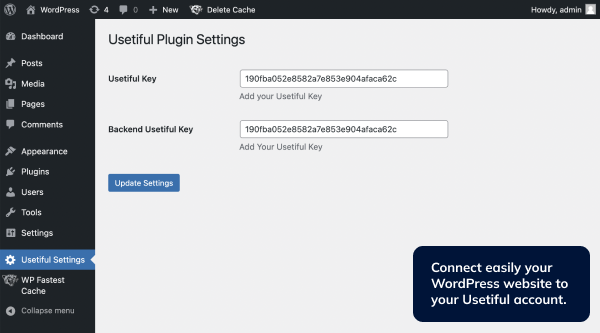 WordPress 4 0 New Delete Cache Howdy, admin
Dashboard
Posts
Media
Pages
Comments
Appearance
Plugins
Users
Tools
Settings
Usetiful Settings
WP Fastest
Cache
Collapse menu
Usetiful Plugin Settings
Usetiful Key 190fba052e8582a7e853e904afaca62c
Add your Usetiful Key
Backend Usetiful Key 190fba052e8582a7e853e904afaca62c
Add Your Usetiful Key
Update Settings
Connect easily your
WordPress website to
your Usetiful account.